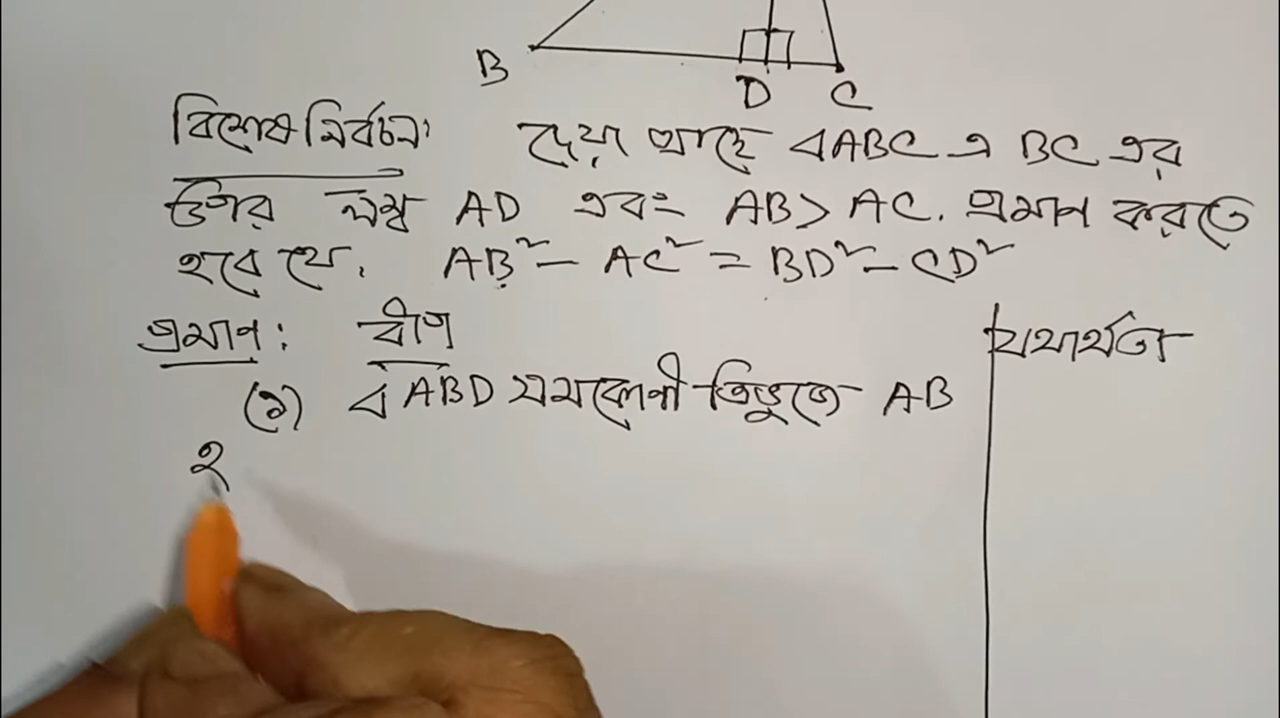 B
D C
বিশেষ নির্বচন: দেয়া আছে ∆ABC এ BC এর
উপর লম্ব AD এবং AB > AC. প্রমাণ করতে
হবে যে, AB² - AC² = BD² - CD²
প্রমাণ: ধাপ যথার্থতা
(১) ∆ABD সমকোণী ত্রিভুজে AB
২